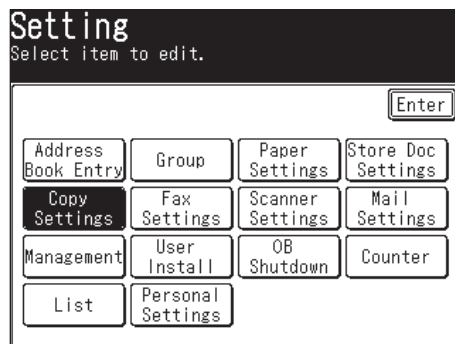 Setting
Select item to edit.
Enter
Address
Book Entry
Group
Paper
Settings
Store Doc
Settings
Copy
Settings
Fax
Settings
Scanner
Settings
Mail
Settings
Management
User
Install
OB
Shutdown
Counter
List
Personal
Settings